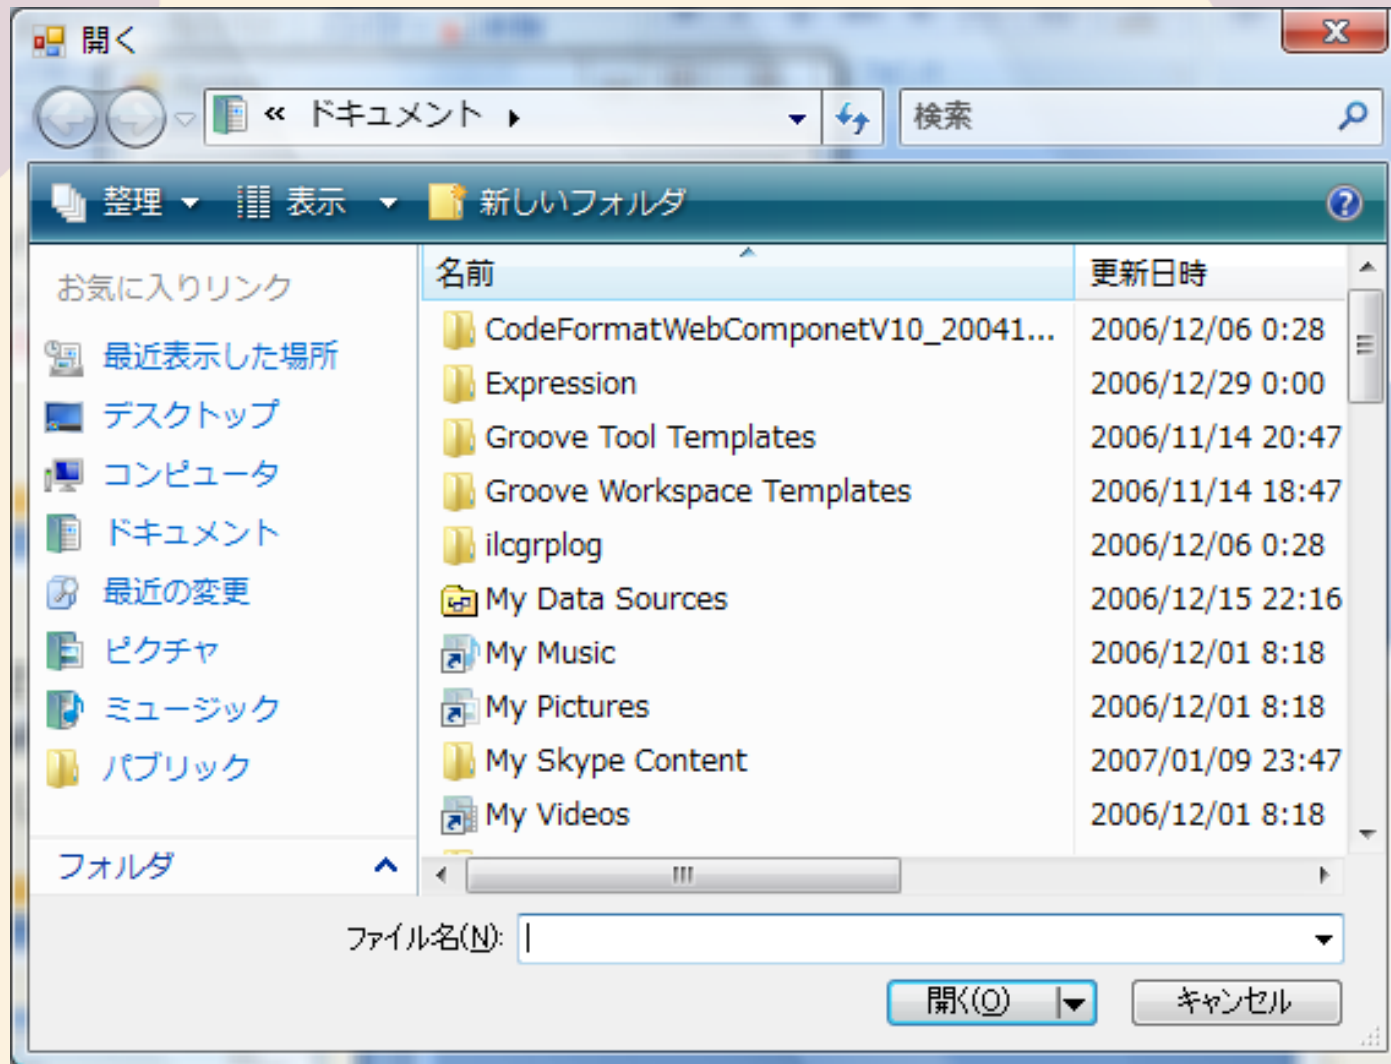 開く
« ドキュメント
検索
整理 表示 新しいフォルダ
お気に入りリンク
最近表示した場所
デスクトップ
コンピュータ
ドキュメント
最近の変更
ピクチャ
ミュージック
パブリック
フォルダ
名前 更新日時
CodeFormatWebComponetV10_20041... 2006/12/06 0:28
Expression 2006/12/29 0:00
Groove Tool Templates 2006/11/14 20:47
Groove Workspace Templates 2006/11/14 18:47
ilcgrplog 2006/12/06 0:28
My Data Sources 2006/12/15 22:16
My Music 2006/12/01 8:18
My Pictures 2006/12/01 8:18
My Skype Content 2007/01/09 23:47
My Videos 2006/12/01 8:18
ファイル名(N):
開く(O) キャンセル